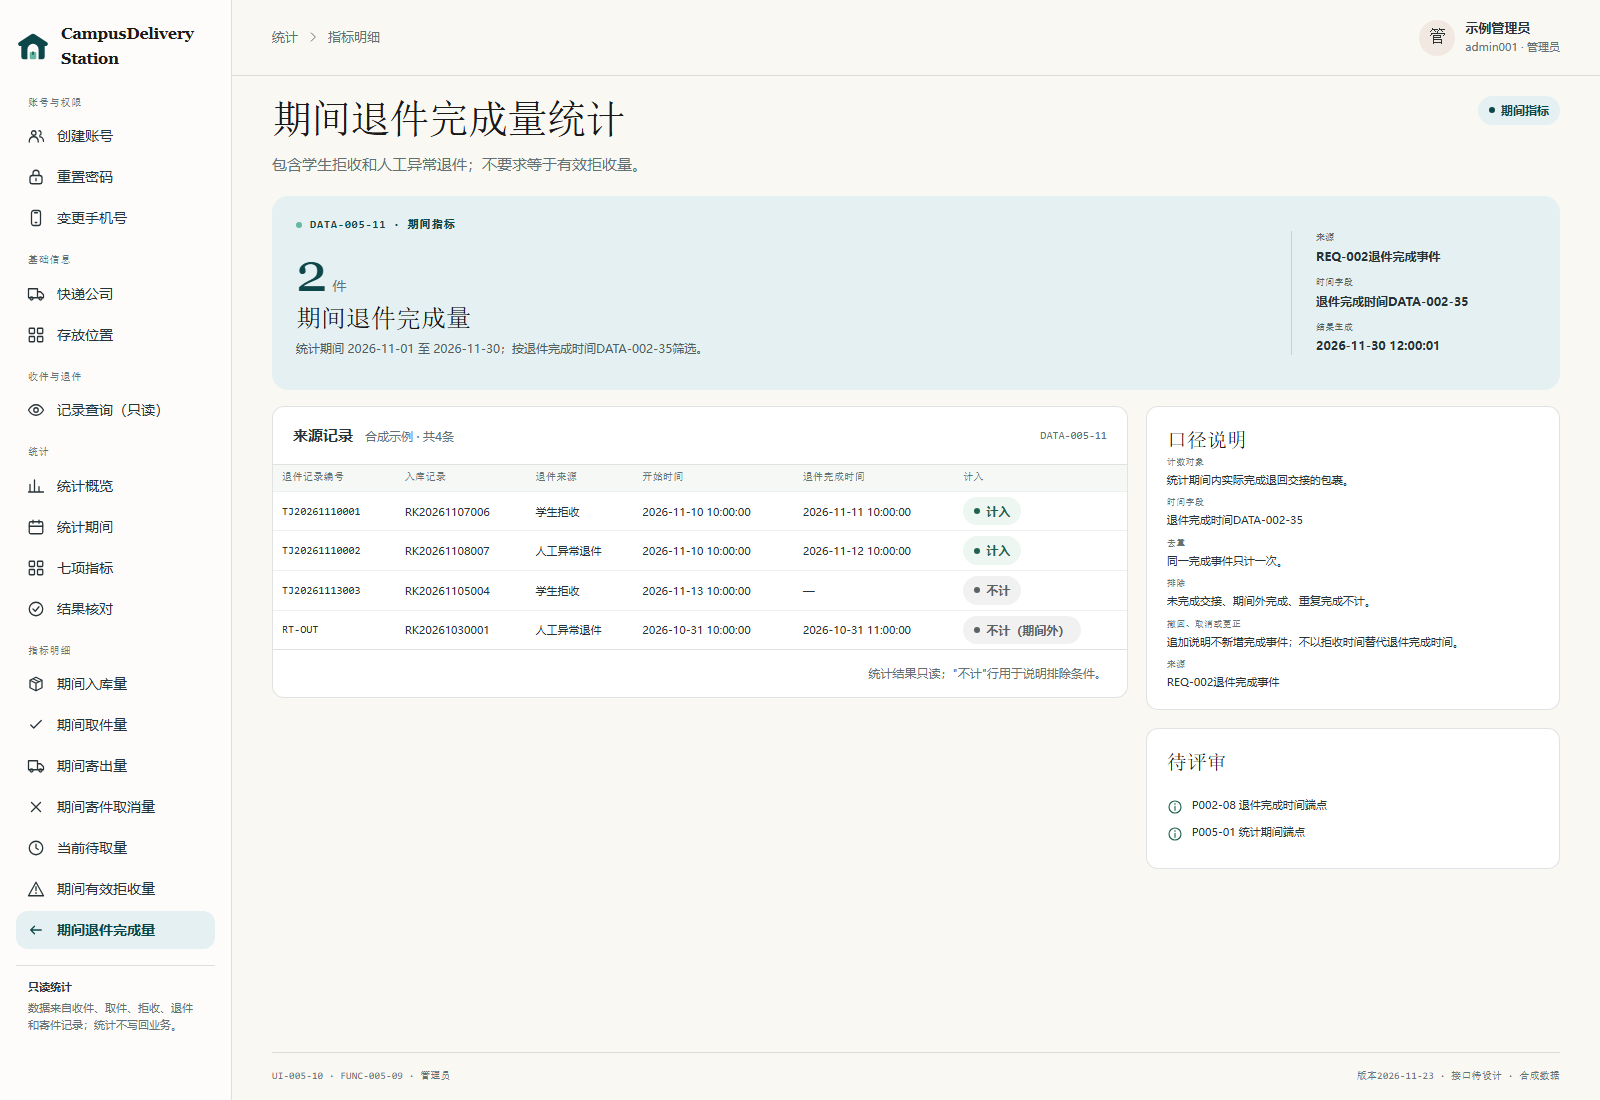 CampusDelivery
Station
账号与权限
创建账号
重置密码
变更手机号
基础信息
快递公司
存放位置
收件与退件
记录查询（只读）
统计
统计概览
统计期间
七项指标
结果核对
指标明细
期间入库量
期间取件量
期间寄出量
期间寄件取消量
当前待取量
期间有效拒收量
期间退件完成量
只读统计
数据来自收件、取件、拒收、退件
和寄件记录；统计不写回业务。
统计 > 指标明细
管
示例管理员
admin001 · 管理员
期间退件完成量统计
期间指标
包含学生拒收和人工异常退件；不要求等于有效拒收量。
DATA-005-11 · 期间指标
2 件
期间退件完成量
统计期间 2026-11-01 至 2026-11-30；按退件完成时间DATA-002-35筛选。
来源
REQ-002退件完成事件
时间字段
退件完成时间DATA-002-35
结果生成
2026-11-30 12:00:01
来源记录 合成示例 · 共4条 DATA-005-11
退件记录编号 入库记录 退件来源 开始时间 退件完成时间 计入
TJ20261110001 RK20261107006 学生拒收 2026-11-10 10:00:00 2026-11-11 10:00:00 计入
TJ20261110002 RK20261108007 人工异常退件 2026-11-10 10:00:00 2026-11-12 10:00:00 计入
TJ20261113003 RK20261105004 学生拒收 2026-11-13 10:00:00 — 不计
RT-OUT RK20261030001 人工异常退件 2026-10-31 10:00:00 2026-10-31 11:00:00 不计（期间外）
统计结果只读；"不计"行用于说明排除条件。
口径说明
计数对象
统计期间内实际完成退回交接的包裹。
时间字段
退件完成时间DATA-002-35
去重
同一完成事件只计一次。
排除
未完成交接、期间外完成、重复完成不计。
撤回、取消或更正
追加说明不新增完成事件；不以拒收时间替代退件完成时间。
来源
REQ-002退件完成事件
待评审
P002-08 退件完成时间端点
P005-01 统计期间端点
UI-005-10 · FUNC-005-09 · 管理员
版本2026-11-23 · 接口待设计 · 合成数据